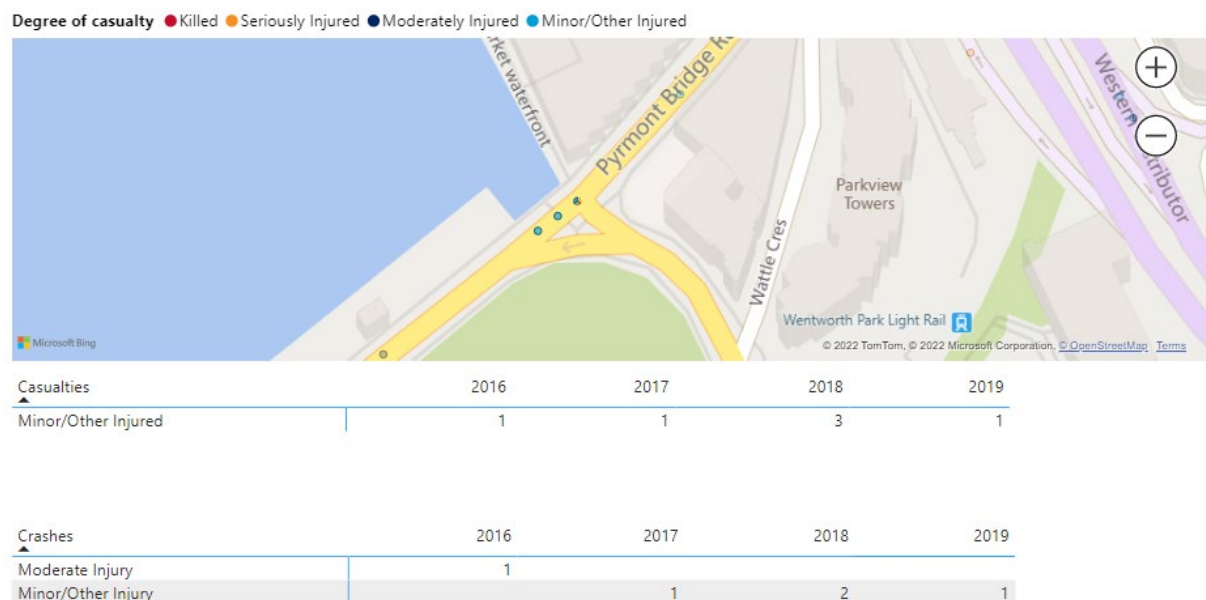 Degree of casualty Killed Seriously Injured Moderately Injured Minor/Other Injured
rket waterfront
Pyrmont Bridge R
Western
tributor
Parkview
Towers
Wattle Cres
Wentworth Park Light Rail
Microsoft Bing
© 2022 TomTom, © 2022 Microsoft Corporation, © OpenStreetMap Terms
Casualties 2016 2017 2018 2019
Minor/Other Injured 1 1 3 1
Crashes 2016 2017 2018 2019
Moderate Injury 1
Minor/Other Injury 1 2 1